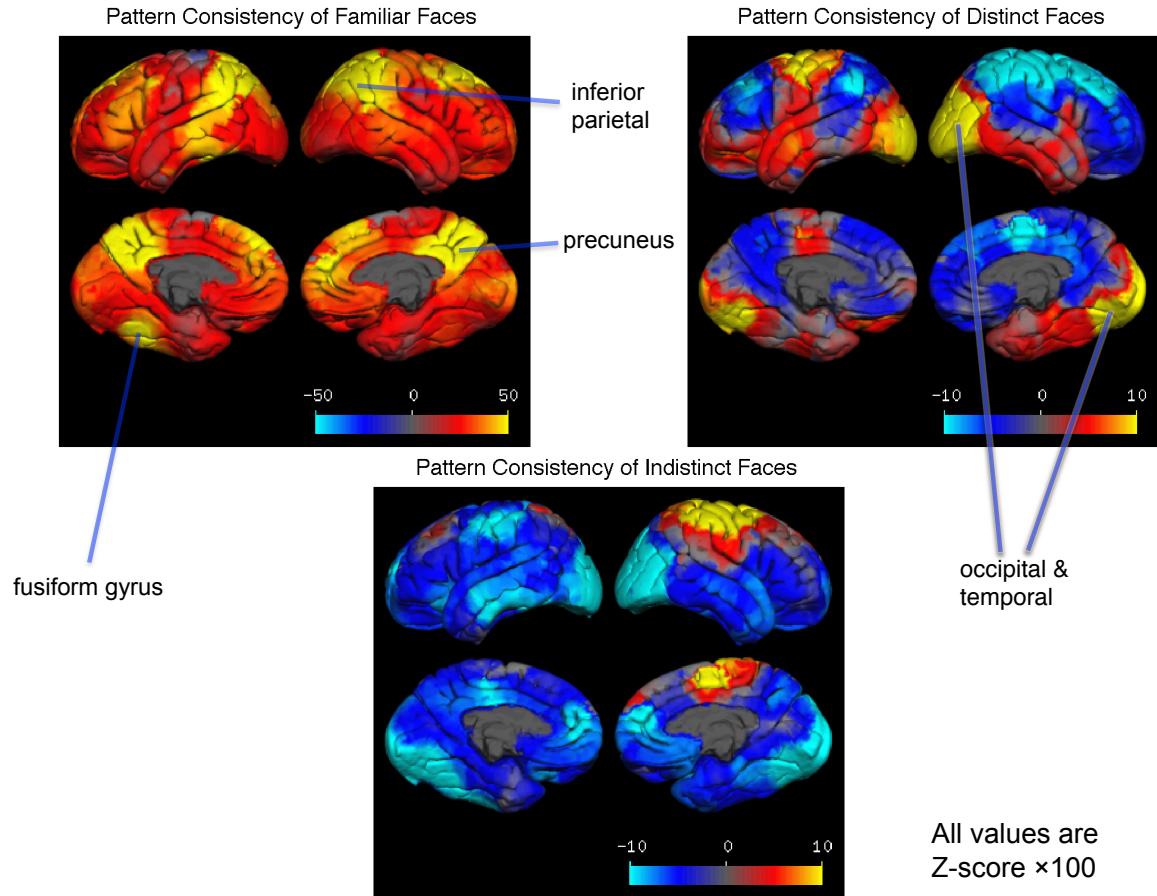 Pattern Consistency of Familiar Faces
Pattern Consistency of Distinct Faces
inferior
parietal
precuneus
-50 0 50
-10 0 10
Pattern Consistency of Indistinct Faces
fusiform gyrus
occipital &
temporal
-10 0 10
All values are
Z-score ×100